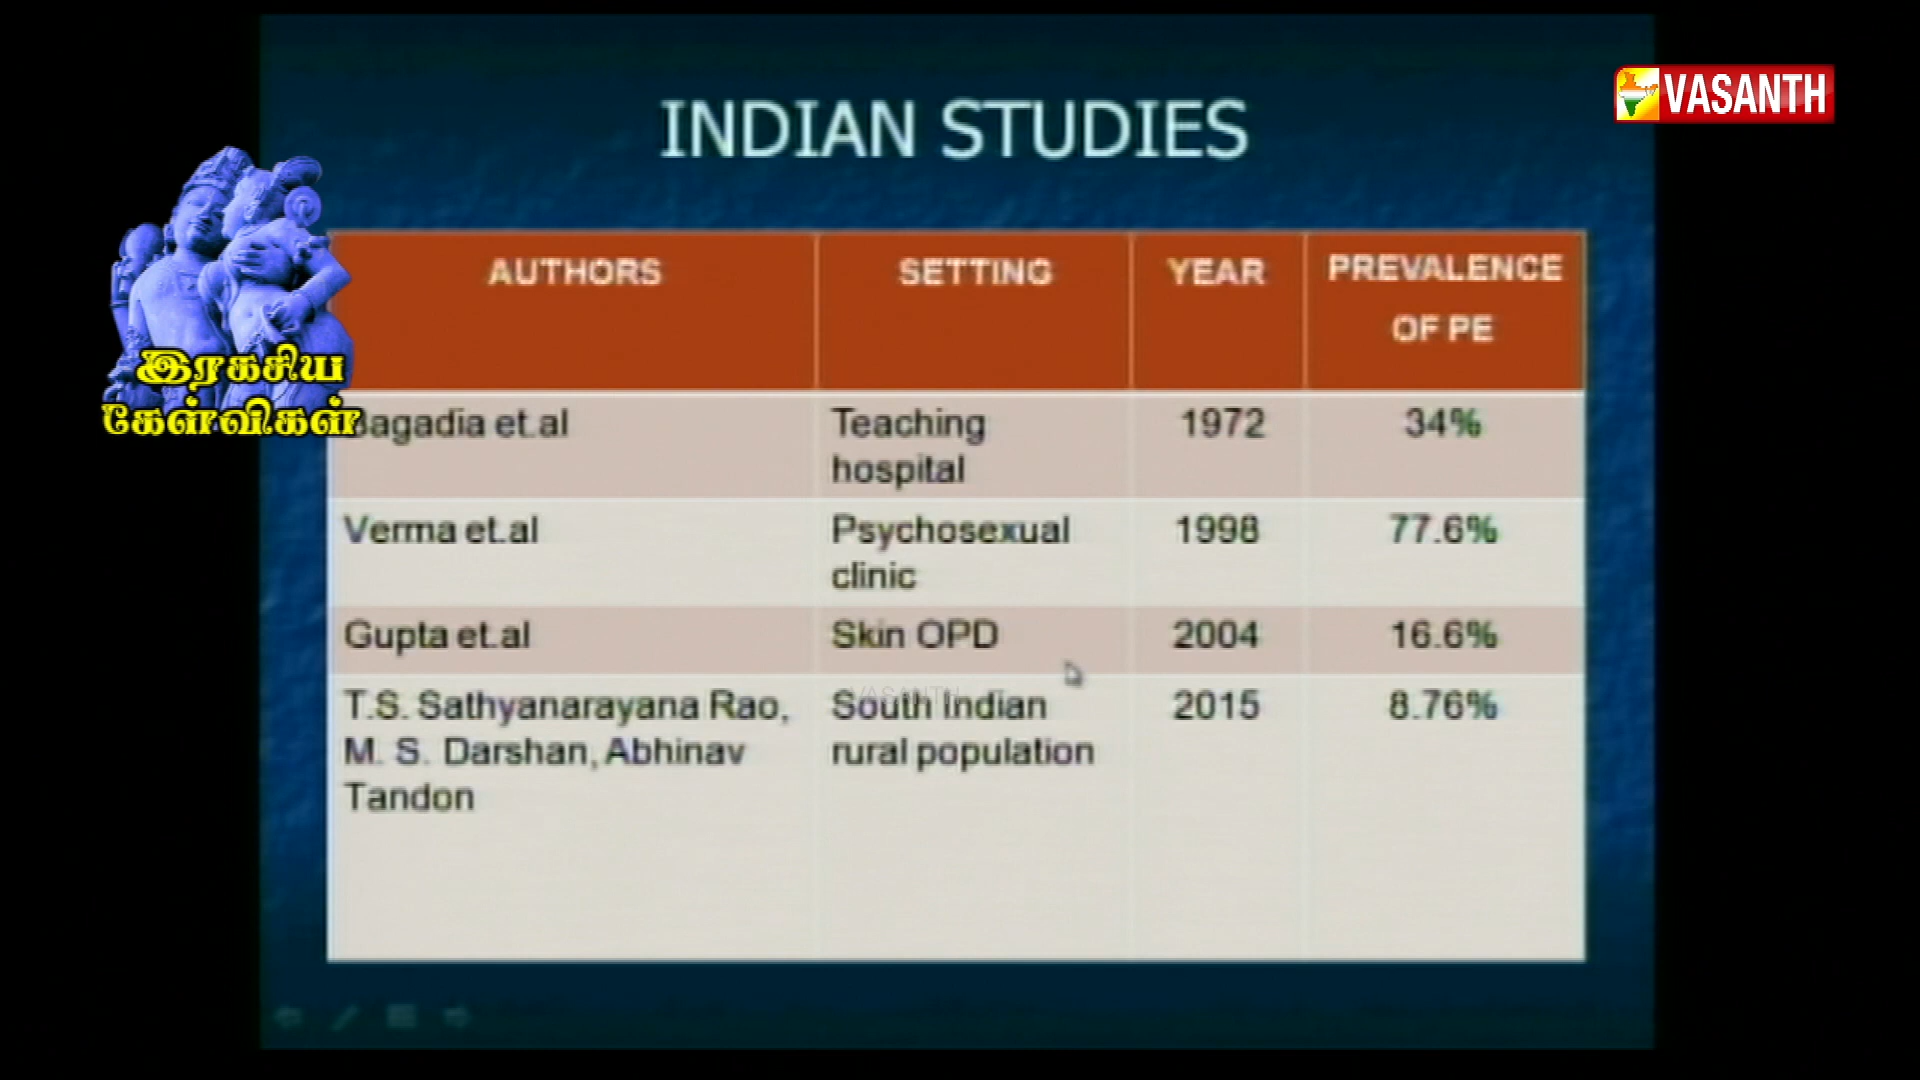 INDIAN STUDIES
VASANTH
இரகசிய
கேள்விகள்
AUTHORS
SETTING
YEAR
PREVALENCE
OF PE
Bagadia et.al
Teaching
hospital
1972
34%
Verma et.al
Psychosexual
clinic
1998
77.6%
Gupta et.al
Skin OPD
2004
16.6%
T.S. Sathyanarayana Rao,
M. S. Darshan, Abhinav
Tandon
South Indian
rural population
2015
8.76%